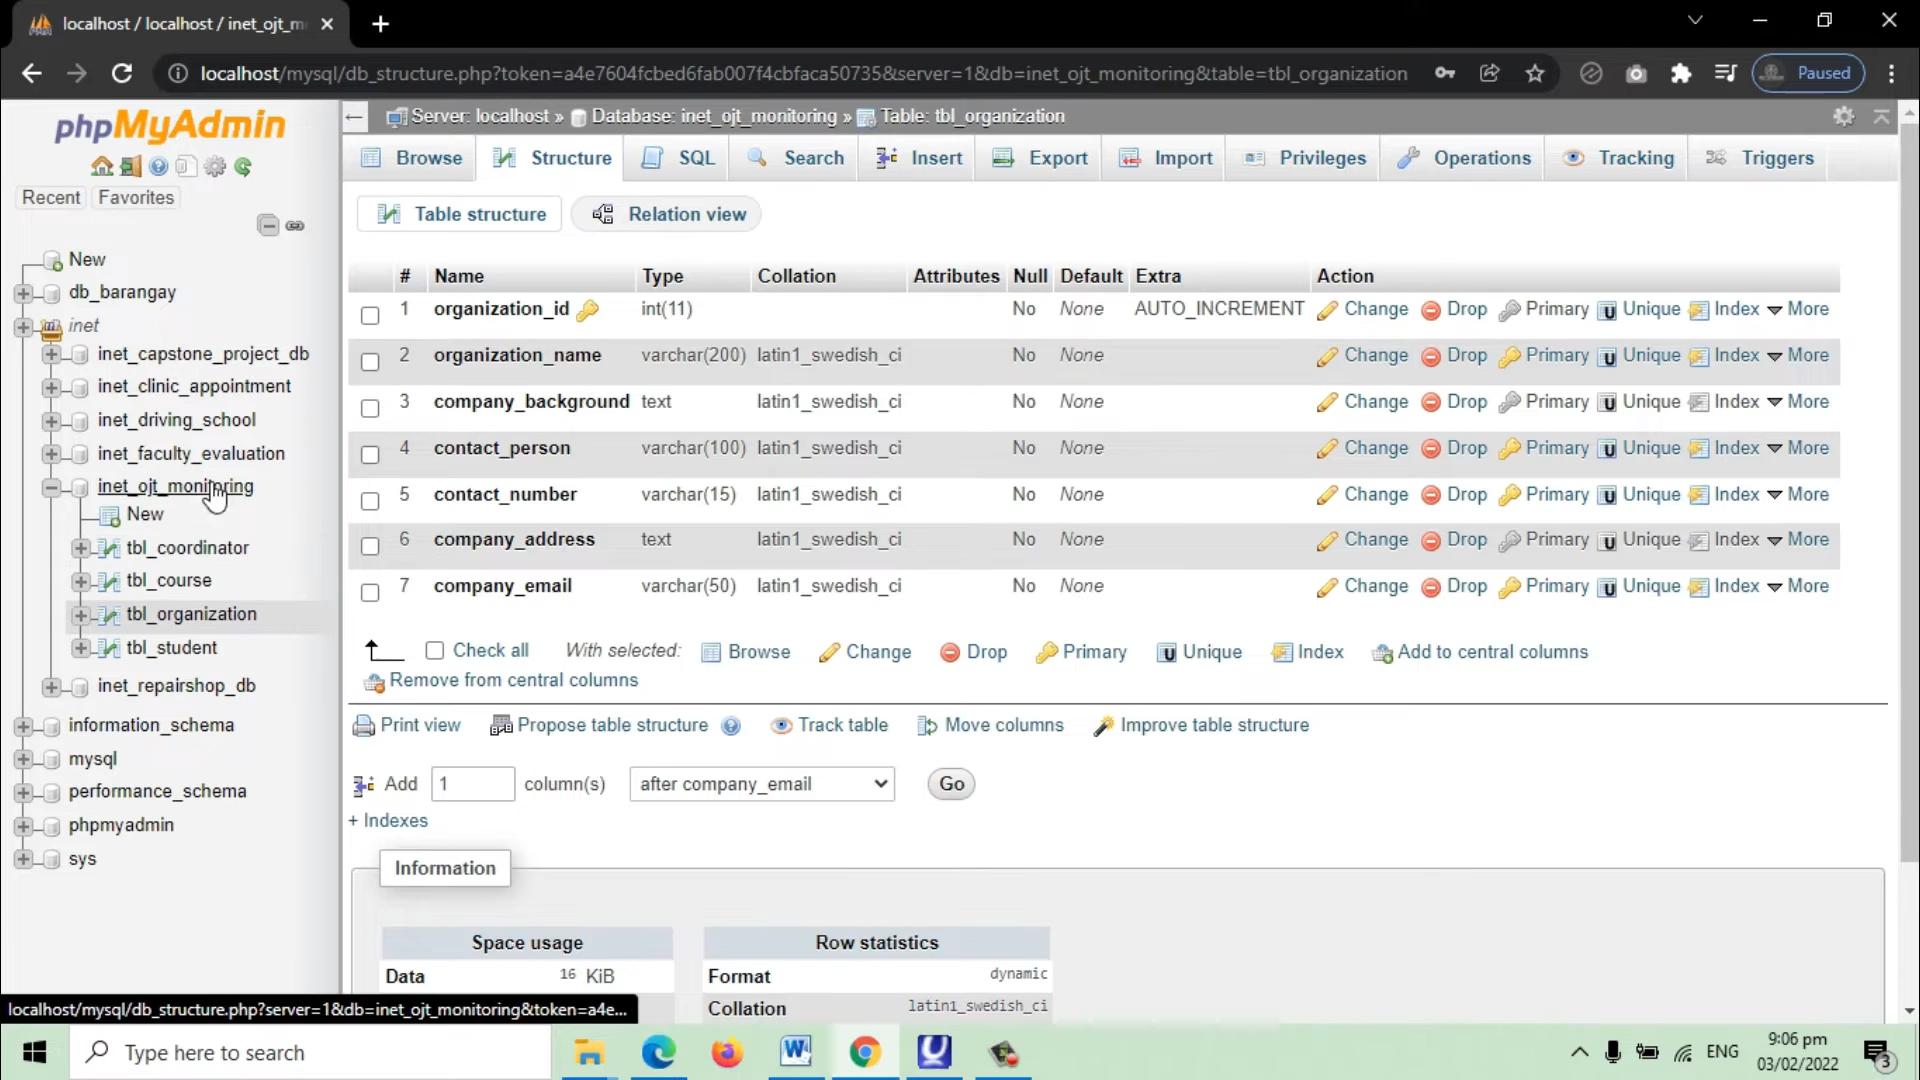 localhost / localhost / inet_ojt_m
localhost/mysql/db_structure.php?token=a4e7604fcbed6fab007f4cbfaca50735&server=1&db=inet_ojt_monitoring&table=tbl_organization
Paused
phpMyAdmin
Recent Favorites
New
db_barangay
inet
inet_capstone_project_db
inet_clinic_appointment
inet_driving_school
inet_faculty_evaluation
inet_ojt_monitoring
New
tbl_coordinator
tbl_course
tbl_organization
tbl_student
inet_repairshop_db
information_schema
mysql
performance_schema
phpmyadmin
sys
Server: localhost » Database: inet_ojt_monitoring » Table: tbl_organization
Browse Structure SQL Search Insert Export Import Privileges Operations Tracking Triggers
Table structure Relation view
# Name Type Collation Attributes Null Default Extra Action
1 organization_id int(11) No None AUTO_INCREMENT Change Drop Primary Unique Index More
2 organization_name varchar(200) latin1_swedish_ci No None Change Drop Primary Unique Index More
3 company_background text latin1_swedish_ci No None Change Drop Primary Unique Index More
4 contact_person varchar(100) latin1_swedish_ci No None Change Drop Primary Unique Index More
5 contact_number varchar(15) latin1_swedish_ci No None Change Drop Primary Unique Index More
6 company_address text latin1_swedish_ci No None Change Drop Primary Unique Index More
7 company_email varchar(50) latin1_swedish_ci No None Change Drop Primary Unique Index More
Check all With selected: Browse Change Drop Primary Unique Index Add to central columns
Remove from central columns
Print view Propose table structure Track table Move columns Improve table structure
Add 1 column(s) after company_email Go
+ Indexes
Information
Space usage
Data 16 KiB
Row statistics
Format dynamic
Collation latin1_swedish_ci
localhost/mysql/db_structure.php?server=1&db=inet_ojt_monitoring&token=a4e...
Type here to search
ENG
9:06 pm
03/02/2022
3